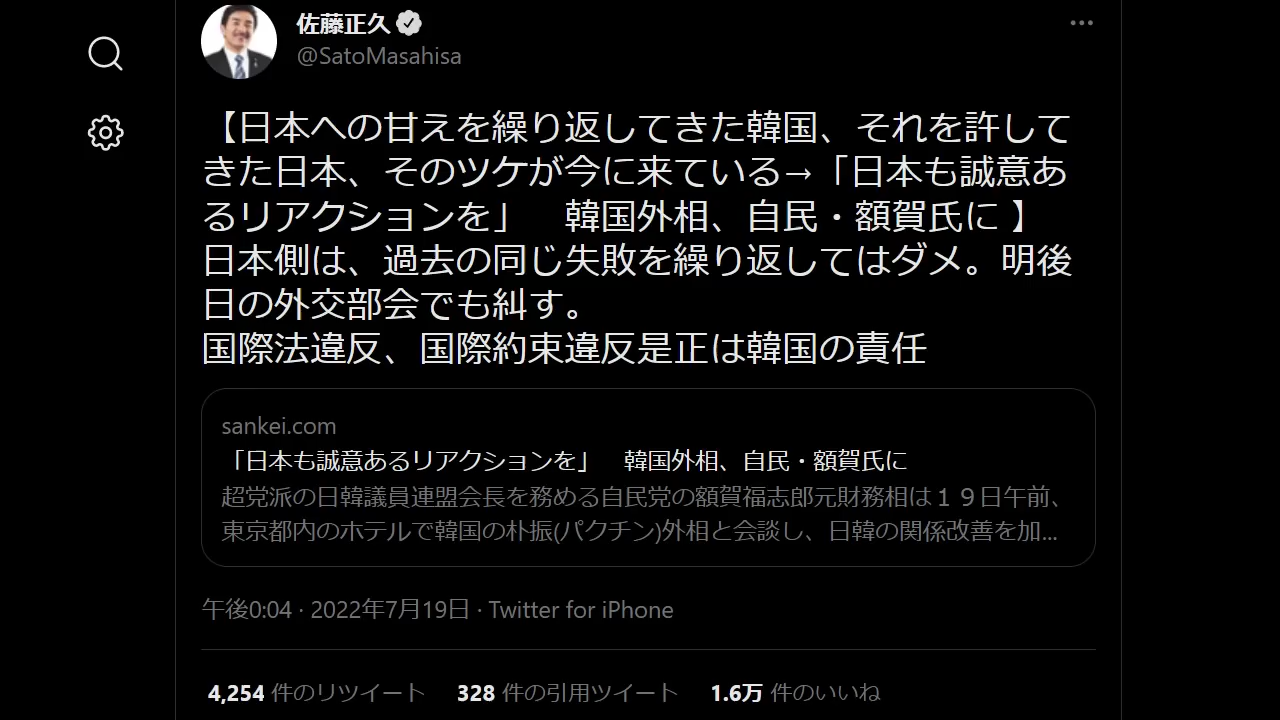 佐藤正久
@SatoMasahisa
【日本への甘えを繰り返してきた韓国、それを許して
きた日本、そのツケが今に来ている→「日本も誠意あ
るリアクションを」　韓国外相、自民・額賀氏に 】
日本側は、過去の同じ失敗を繰り返してはダメ。明後
日の外交部会でも糾す。
国際法違反、国際約束違反是正は韓国の責任
sankei.com
「日本も誠意あるリアクションを」　韓国外相、自民・額賀氏に
超党派の日韓議員連盟会長を務める自民党の額賀福志郎元財務相は１９日午前、
東京都内のホテルで韓国の朴振(パクチン)外相と会談し、日韓の関係改善を加...
午後0:04 · 2022年7月19日 · Twitter for iPhone
4,254 件のリツイート 328 件の引用ツイート 1.6万 件のいいね